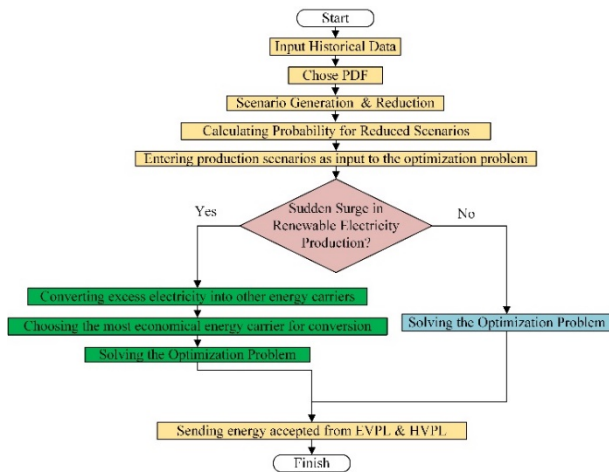 Start
Input Historical Data
Chose PDF
Scenario Generation & Reduction
Calculating Probability for Reduced Scenarios
Entering production scenarios as input to the optimization problem
Sudden Surge in
Renewable Electricity
Production?
Yes
No
Converting excess electricity into other energy carriers
Choosing the most economical energy carrier for conversion
Solving the Optimization Problem
Solving the Optimization Problem
Sending energy accepted from EVPL & HVPL
Finish